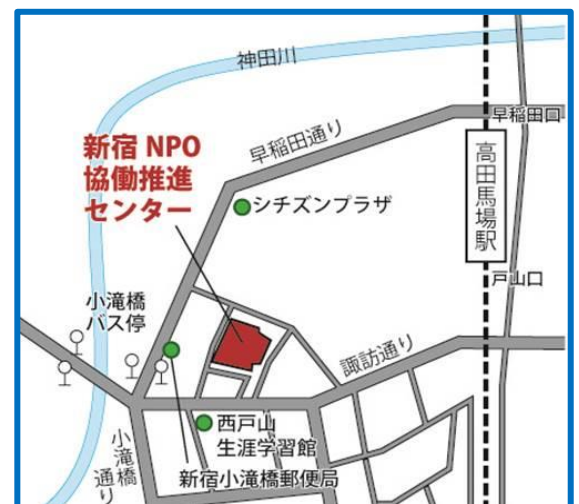 神田川
早稲田口
早稲田通り
新宿 NPO
協働推進
センター
高田馬場駅
シチズンプラザ
戸山口
小滝橋
バス停
諏訪通り
西戸山
生涯学習館
小滝橋
通り
新宿小滝橋郵便局